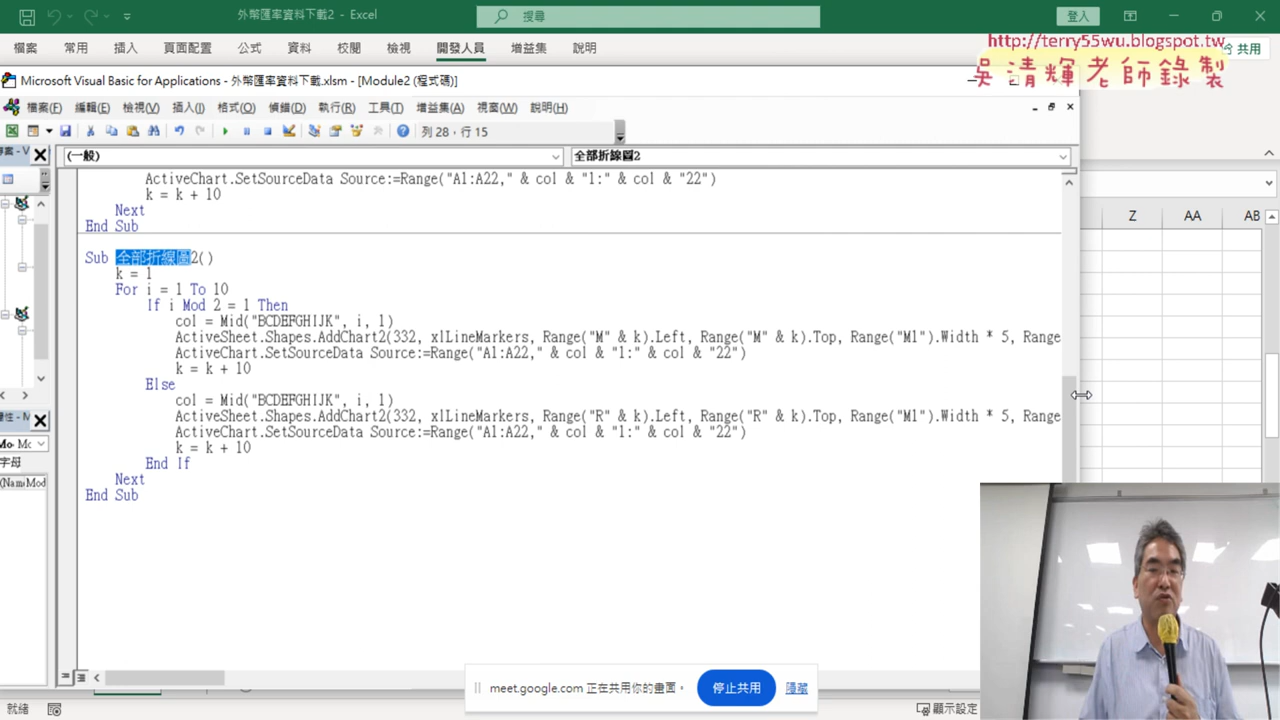 外幣匯率資料下載2 - Excel
搜尋
登入
檔案 常用 插入 頁面配置 公式 資料 校閱 檢視 開發人員 增益集 說明
共用
http://terry55wu.blogspot.tw
吳清輝老師錄製
Microsoft Visual Basic for Applications - 外幣匯率資料下載.xlsm - [Module2 (程式碼)]
檔案(F) 編輯(E) 檢視(V) 插入(I) 格式(O) 偵錯(D) 執行(R) 工具(T) 增益集(A) 視窗(W) 說明(H)
列 28，行 15
(一般) 全部折線圖2
ActiveChart.SetSourceData Source:=Range("A1:A22," & col & "1:" & col & "22")
k = k + 10
Next
End Sub
Sub 全部折線圖2()
k = 1
For i = 1 To 10
If i Mod 2 = 1 Then
col = Mid("BCDEFGHIJK", i, 1)
ActiveSheet.Shapes.AddChart2(332, xlLineMarkers, Range("M" & k).Left, Range("M" & k).Top, Range("M1").Width * 5, Range
ActiveChart.SetSourceData Source:=Range("A1:A22," & col & "1:" & col & "22")
k = k + 10
Else
col = Mid("BCDEFGHIJK", i, 1)
ActiveSheet.Shapes.AddChart2(332, xlLineMarkers, Range("R" & k).Left, Range("R" & k).Top, Range("M1").Width * 5, Range
ActiveChart.SetSourceData Source:=Range("A1:A22," & col & "1:" & col & "22")
k = k + 10
End If
Next
End Sub
Z AA AB
字母
meet.google.com 正在共用你的畫面。
停止共用
隱藏
就緒
顯示設定